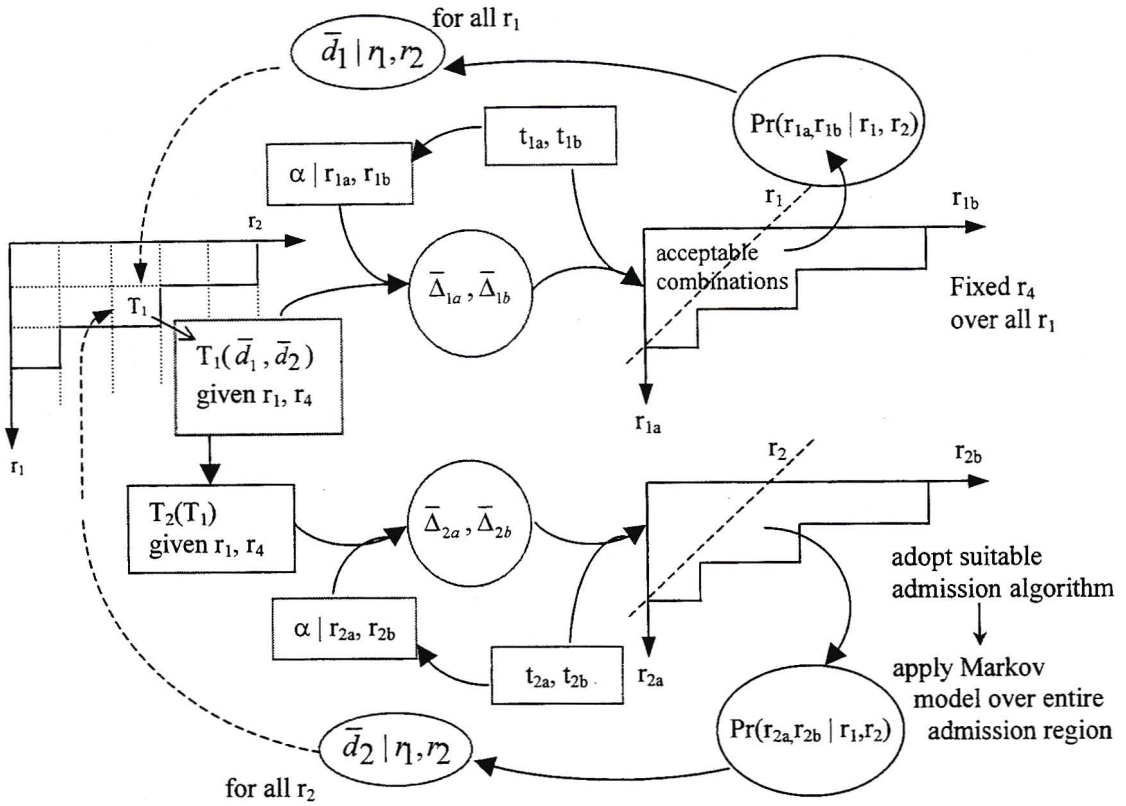 for all r₁
d̅₁ | r₁, r₂
Pr(r₁ₐ,r₁b | r₁, r₂)
t₁ₐ, t₁b
α | r₁ₐ, r₁b
r₁
r₁b
r₂
acceptable
combinations
Δ̅₁ₐ , Δ̅₁b
Fixed r₄
over all r₁
T₁
T₁(d̅₁ , d̅₂)
given r₁, r₄
r₁ₐ
r₁
r₂
r₂b
T₂(T₁)
given r₁, r₄
Δ̅₂ₐ , Δ̅₂b
adopt suitable
admission algorithm
α | r₂ₐ, r₂b
t₂ₐ, t₂b
r₂ₐ
apply Markov
model over entire
admission region
Pr(r₂ₐ,r₂b | r₁,r₂)
d̅₂ | r₁, r₂
for all r₂